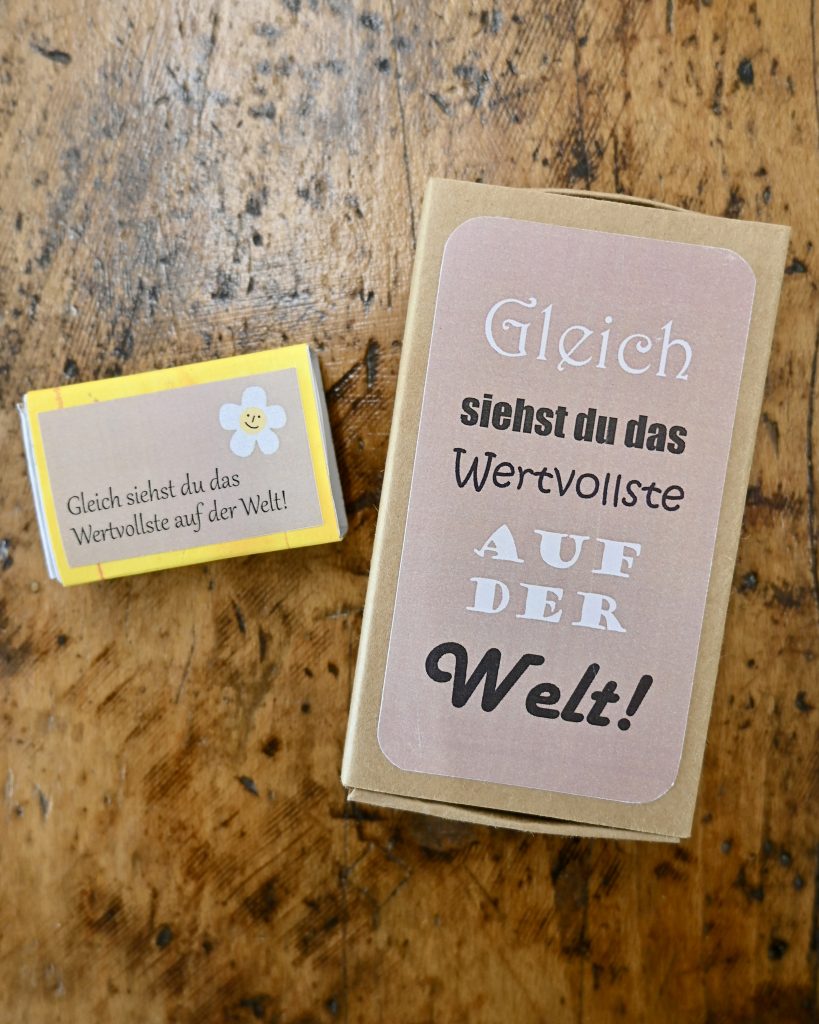 Gleich siehst du das
Wertvollste auf der Welt!
Gleich
siehst du das
Wertvollste
AUF
DER
Welt!